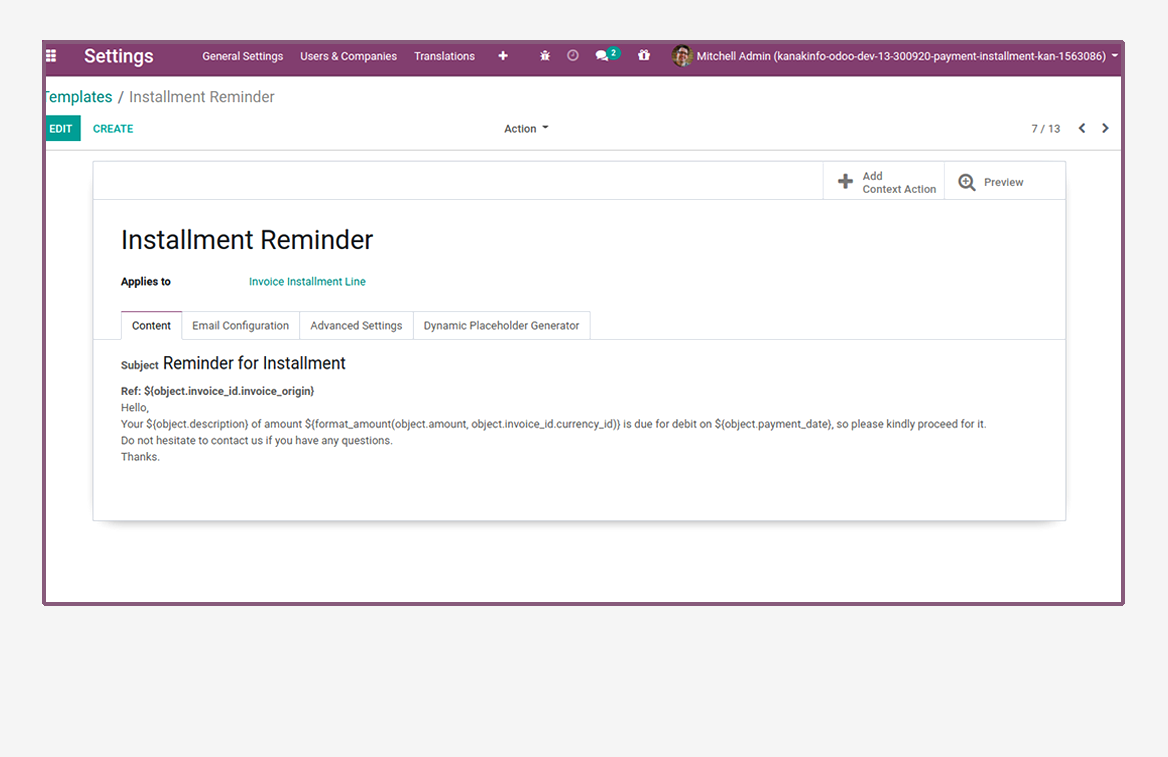 Settings General Settings Users & Companies Translations 2 Mitchell Admin (kanakinfo-odoo-dev-13-300920-payment-installment-kan-1563086)
Templates / Installment Reminder
EDIT CREATE Action 7 / 13
Add
Context Action
Preview
Installment Reminder
Applies to Invoice Installment Line
Content Email Configuration Advanced Settings Dynamic Placeholder Generator
Subject Reminder for Installment
Ref: ${object.invoice_id.invoice_origin}
Hello,
Your ${object.description} of amount ${format_amount(object.amount, object.invoice_id.currency_id)} is due for debit on ${object.payment_date}, so please kindly proceed for it.
Do not hesitate to contact us if you have any questions.
Thanks.